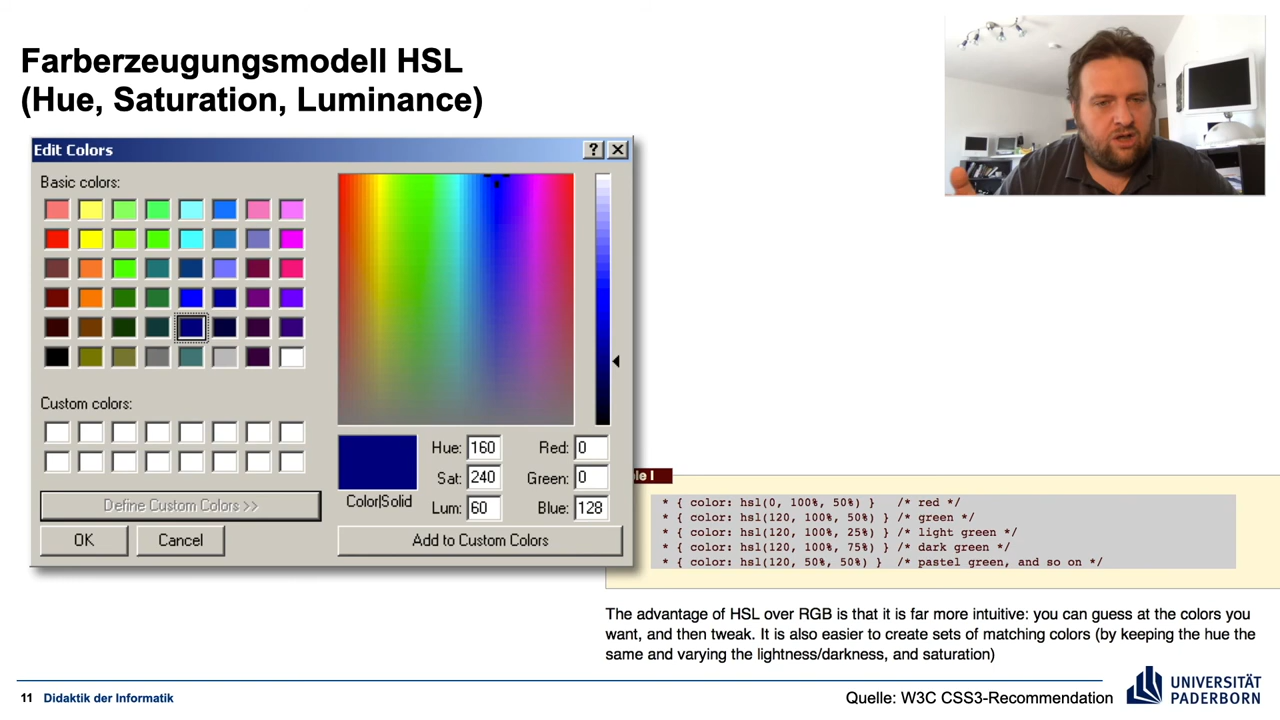 Farberzeugungsmodell HSL
(Hue, Saturation, Luminance)
Edit Colors
Basic colors:
Custom colors:
Define Custom Colors >>
OK
Cancel
Color|Solid
Hue: 160
Sat: 240
Lum: 60
Red: 0
Green: 0
Blue: 128
Add to Custom Colors
le I
* { color: hsl(0, 100%, 50%) } /* red */
* { color: hsl(120, 100%, 50%) } /* green */
* { color: hsl(120, 100%, 25%) } /* light green */
* { color: hsl(120, 100%, 75%) } /* dark green */
* { color: hsl(120, 50%, 50%) } /* pastel green, and so on */
The advantage of HSL over RGB is that it is far more intuitive: you can guess at the colors you
want, and then tweak. It is also easier to create sets of matching colors (by keeping the hue the
same and varying the lightness/darkness, and saturation)
11 Didaktik der Informatik
Quelle: W3C CSS3-Recommendation
UNIVERSITÄT
PADERBORN